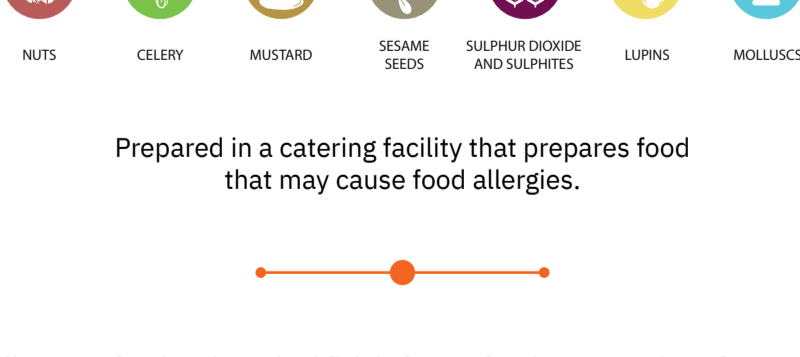 NUTS
CELERY
MUSTARD
SESAME
SEEDS
SULPHUR DIOXIDE
AND SULPHITES
LUPINS
MOLLUSCS
Prepared in a catering facility that prepares food
that may cause food allergies.